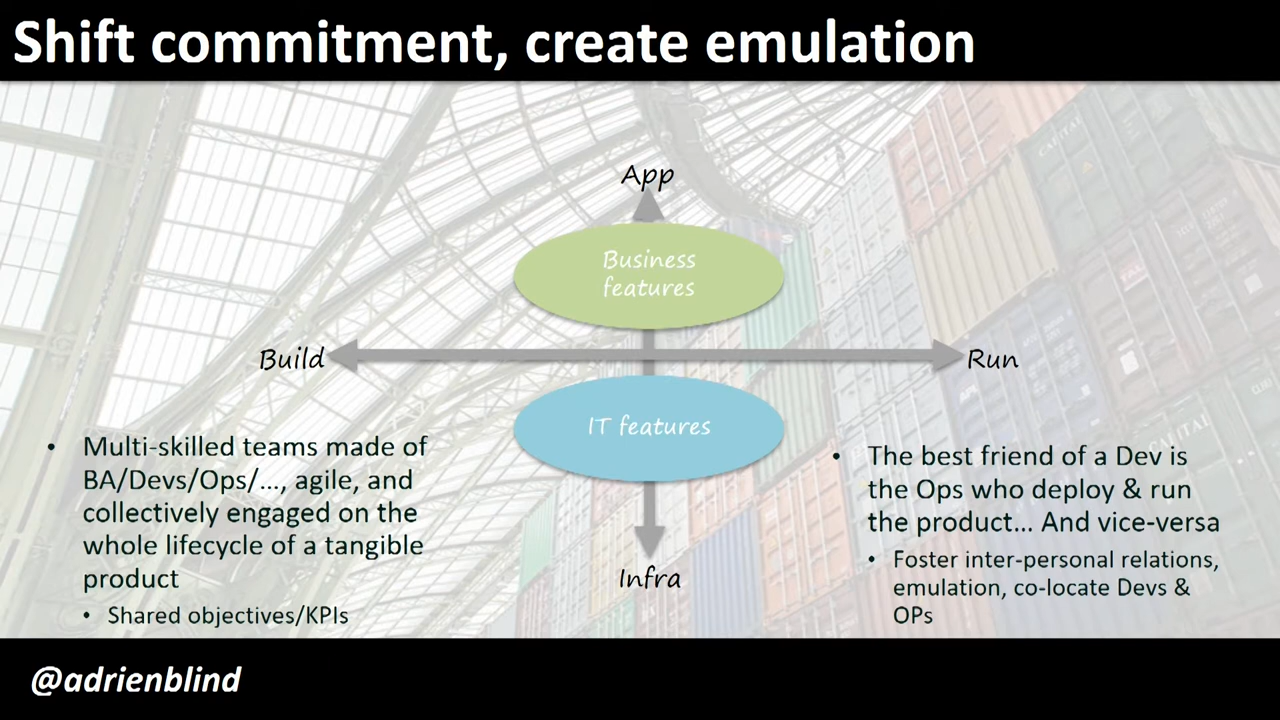 Shift commitment, create emulation
App
Business
features
Build
Run
IT features
Infra
• Multi-skilled teams made of
BA/Devs/Ops/..., agile, and
collectively engaged on the
whole lifecycle of a tangible
product
• Shared objectives/KPIs
• The best friend of a Dev is
the Ops who deploy & run
the product... And vice-versa
• Foster inter-personal relations,
emulation, co-locate Devs &
OPs
@adrienblind
CAPITAL
CAPITAL